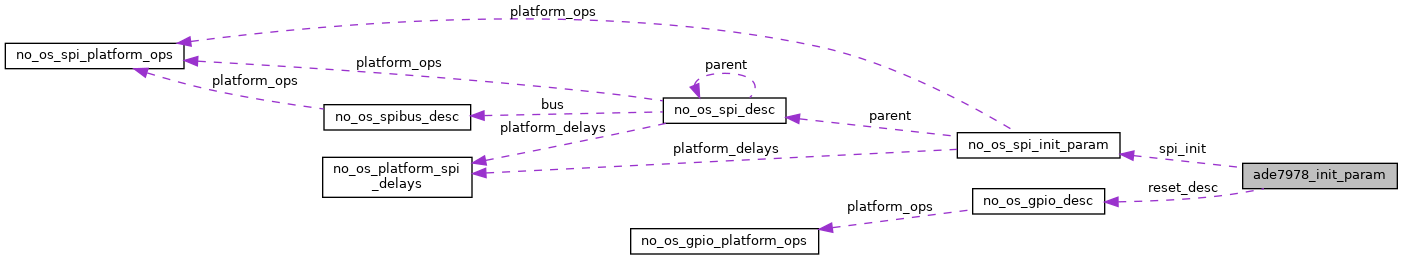 platform_ops
no_os_spi_platform_ops
platform_ops
parent
platform_ops
bus
no_os_spi_desc
no_os_spibus_desc
parent
platform_delays
no_os_spi_init_param
platform_delays
spi_init
no_os_platform_spi
_delays
ade7978_init_param
reset_desc
no_os_gpio_desc
platform_ops
no_os_gpio_platform_ops